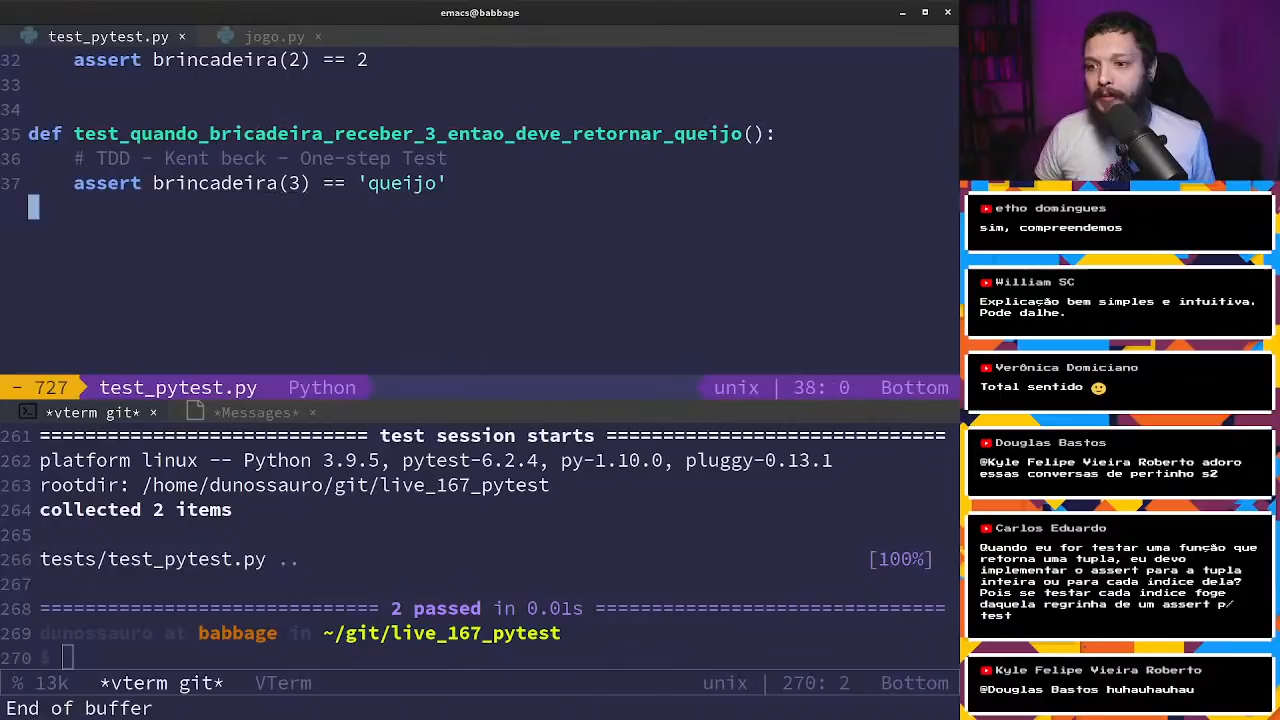 emacs@babbage
test_pytest.py ×
jogo.py ×
32 assert brincadeira(2) == 2
33
34
35 def test_quando_bricadeira_receber_3_entao_deve_retornar_queijo():
36 # TDD - Kent beck - One-step Test
37 assert brincadeira(3) == 'queijo'
- 727 test_pytest.py Python unix | 38: 0 Bottom
*vterm git* × *Messages* ×
261 ============================ test session starts =============================
262 platform linux -- Python 3.9.5, pytest-6.2.4, py-1.10.0, pluggy-0.13.1
263 rootdir: /home/dunossauro/git/live_167_pytest
264 collected 2 items
265
266 tests/test_pytest.py .. [100%]
267
268 ============================= 2 passed in 0.01s ==============================
269 dunossauro at babbage in ~/git/live_167_pytest
270 $
% 13k *vterm git* VTerm unix | 270: 2 Bottom
End of buffer
etho domingues
sim, compreendemos
William SC
Explicação bem simples e intuitiva.
Pode dalhe.
Verônica Domiciano
Total sentido
Douglas Bastos
@Kyle Felipe Vieira Roberto adoro
essas conversas de pertinho s2
Carlos Eduardo
Quando eu for testar uma função que
retorna uma tupla, eu devo
implementar o assert para a tupla
inteira ou para cada índice dela?
Pois se testar cada índice foge
daquela regrinha de um assert p/
test
Kyle Felipe Vieira Roberto
@Douglas Bastos huhauhauhau